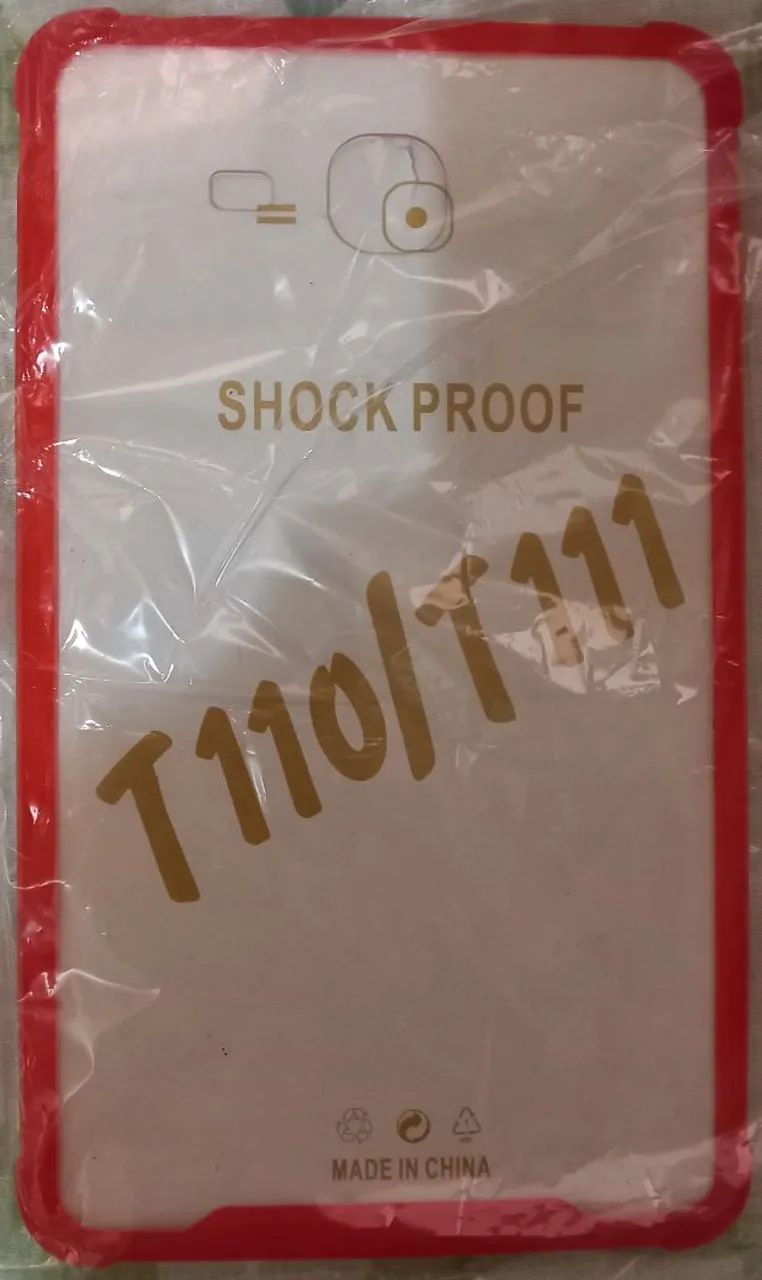 SHOCK PROOF
T110/T111
MADE IN CHINA